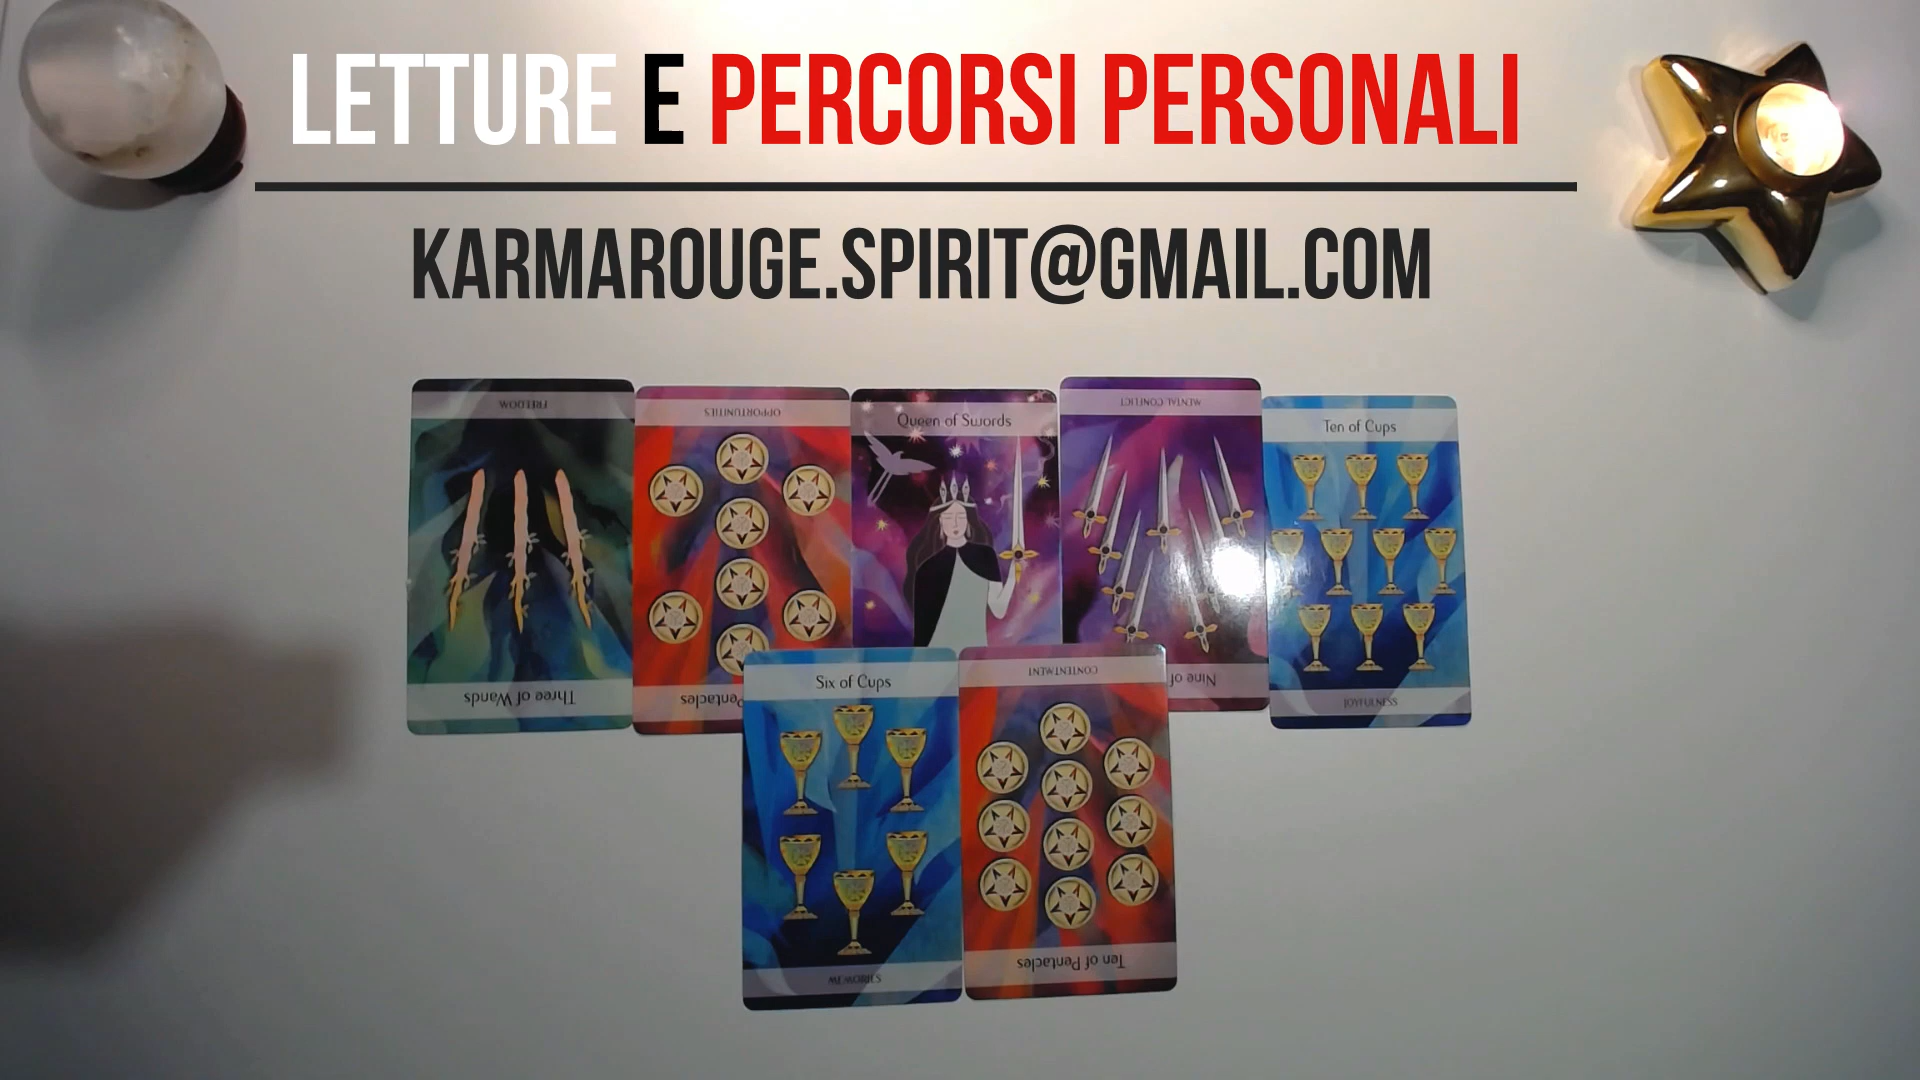 LETTURE E PERCORSI PERSONALI
KARMAROUGE.SPIRIT@GMAIL.COM
FREEDOM
Three of Wands
OPPORTUNITIES
Pentacles
Queen of Swords
MENTAL CONFLICT
Nine of
Ten of Cups
JOYFULNESS
Six of Cups
MEMORIES
CONTENTMENT
Ten of Pentacles